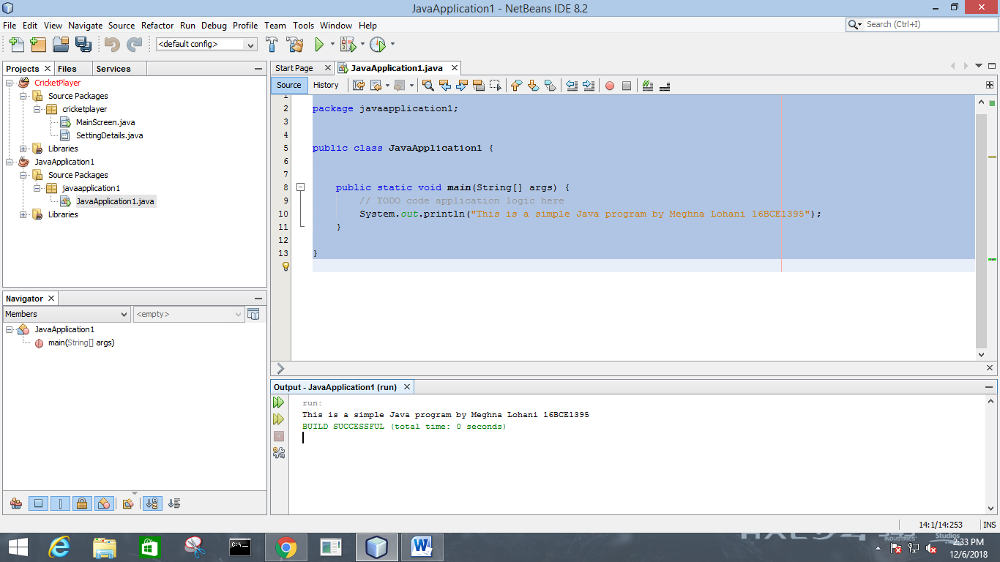 JavaApplication1 - NetBeans IDE 8.2
File Edit View Navigate Source Refactor Run Debug Profile Team Tools Window Help
Search (Ctrl+I)
<default config>
Projects Files Services
CricketPlayer
Source Packages
cricketplayer
MainScreen.java
SettingDetails.java
Libraries
JavaApplication1
Source Packages
javaapplication1
JavaApplication1.java
Libraries
Navigator
Members <empty>
JavaApplication1
main(String[] args)
Start Page JavaApplication1.java
Source History
1
2 package javaapplication1;
3
4
5 public class JavaApplication1 {
6
7
8 public static void main(String[] args) {
9 // TODO code application logic here
10 System.out.println("This is a simple Java program by Meghna Lohani 16BCE1395");
11 }
12
13 }
Output - JavaApplication1 (run)
run:
This is a simple Java program by Meghna Lohani 16BCE1395
BUILD SUCCESSFUL (total time: 0 seconds)
14:1/14:253 INS
INDUSTRIES
343
Studios
2:33 PM
12/6/2018